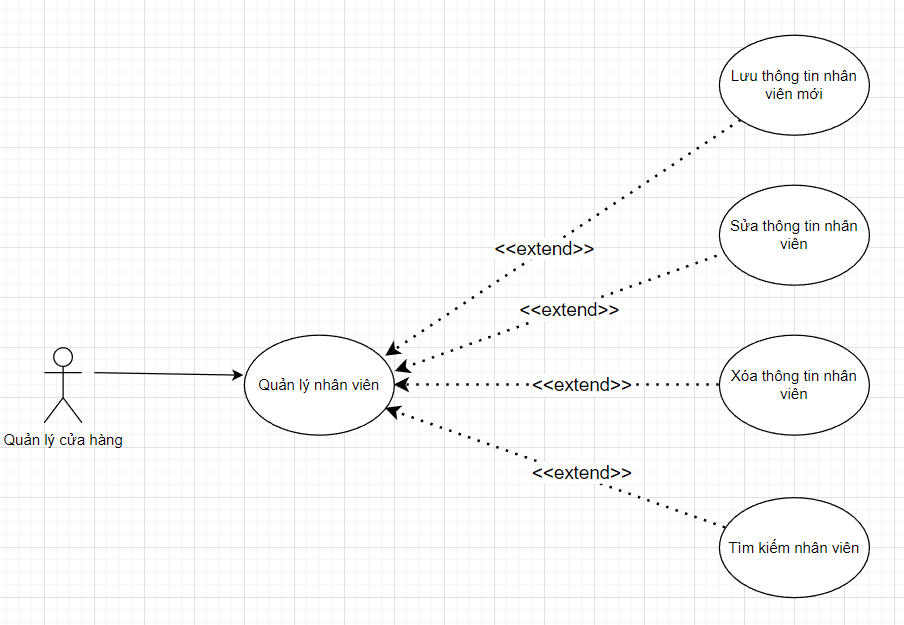 Lưu thông tin nhân
viên mới
Sửa thông tin nhân
viên
<<extend>>
<<extend>>
Quản lý nhân viên
<<extend>>
Xóa thông tin nhân
viên
Quản lý cửa hàng
<<extend>>
Tìm kiếm nhân viên